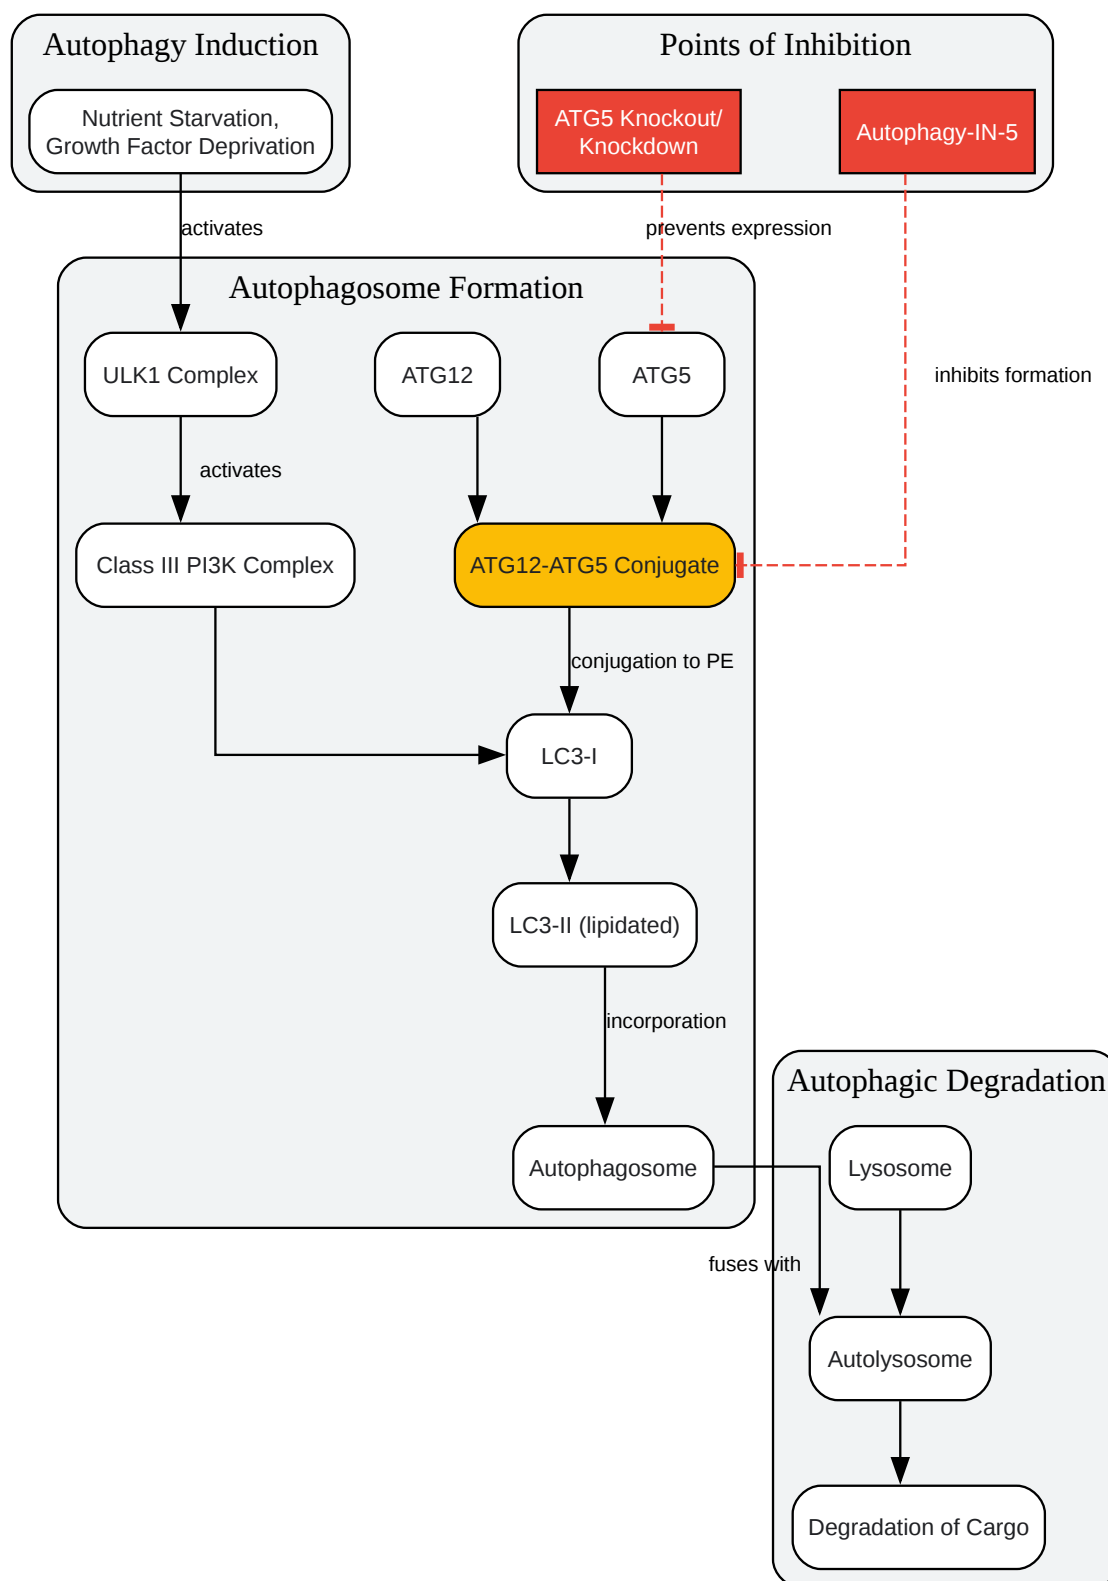 Autophagy Induction
Nutrient Starvation,
Growth Factor Deprivation
Points of Inhibition
ATG5 Knockout/
Knockdown
Autophagy-IN-5
activates
prevents expression
Autophagosome Formation
ULK1 Complex
ATG12
ATG5
inhibits formation
activates
Class III PI3K Complex
ATG12-ATG5 Conjugate
conjugation to PE
LC3-I
LC3-II (lipidated)
incorporation
Autophagosome
Autophagic Degradation
Lysosome
fuses with
Autolysosome
Degradation of Cargo